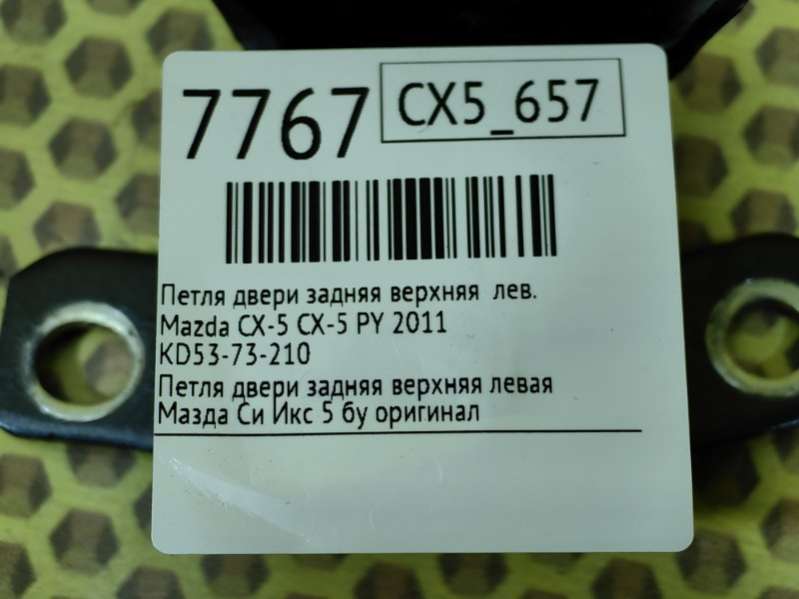 7767 CX5_657
Петля двери задняя верхняя лев.
Mazda CX-5 CX-5 PY 2011
KD53-73-210
Петля двери задняя верхняя левая
Мазда Си Икс 5 бу оригинал